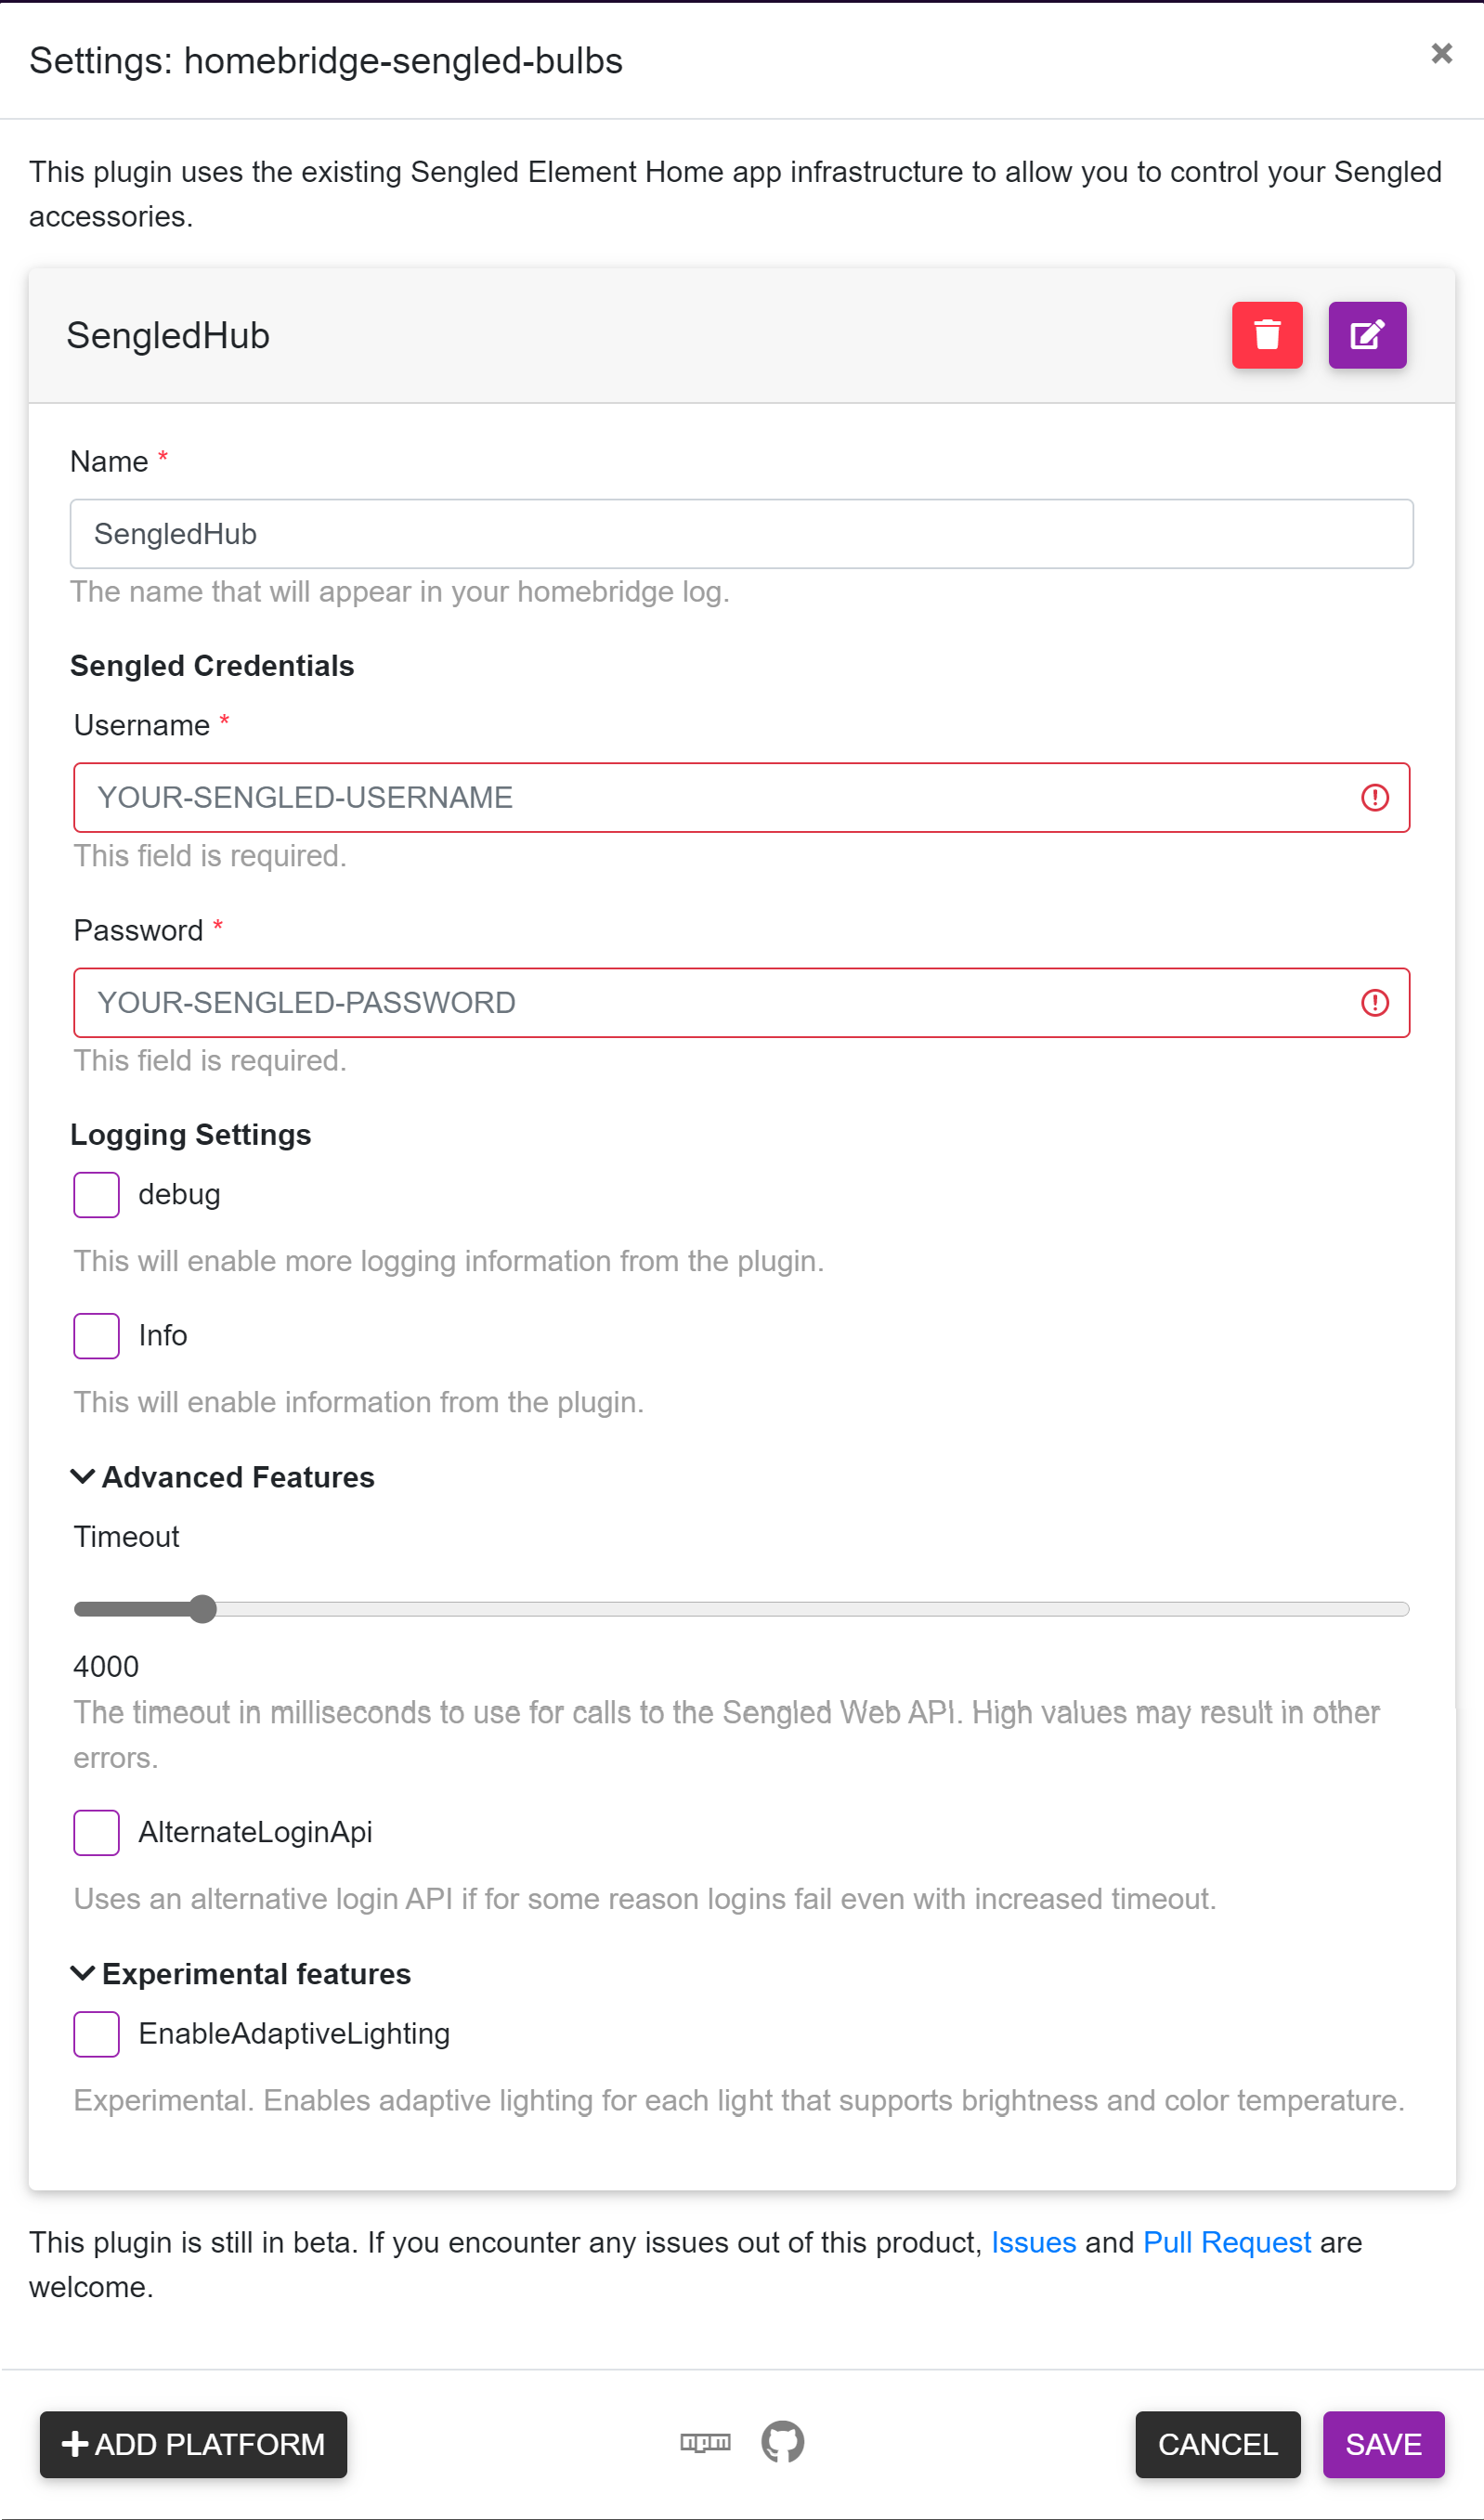 Settings: homebridge-sengled-bulbs
×
This plugin uses the existing Sengled Element Home app infrastructure to allow you to control your Sengled
accessories.
SengledHub
Name *
SengledHub
The name that will appear in your homebridge log.
Sengled Credentials
Username *
YOUR-SENGLED-USERNAME
This field is required.
Password *
YOUR-SENGLED-PASSWORD
This field is required.
Logging Settings
debug
This will enable more logging information from the plugin.
Info
This will enable information from the plugin.
Advanced Features
Timeout
4000
The timeout in milliseconds to use for calls to the Sengled Web API. High values may result in other
errors.
AlternateLoginApi
Uses an alternative login API if for some reason logins fail even with increased timeout.
Experimental features
EnableAdaptiveLighting
Experimental. Enables adaptive lighting for each light that supports brightness and color temperature.
This plugin is still in beta. If you encounter any issues out of this product, Issues and Pull Request are
welcome.
ADD PLATFORM
npm
CANCEL
SAVE